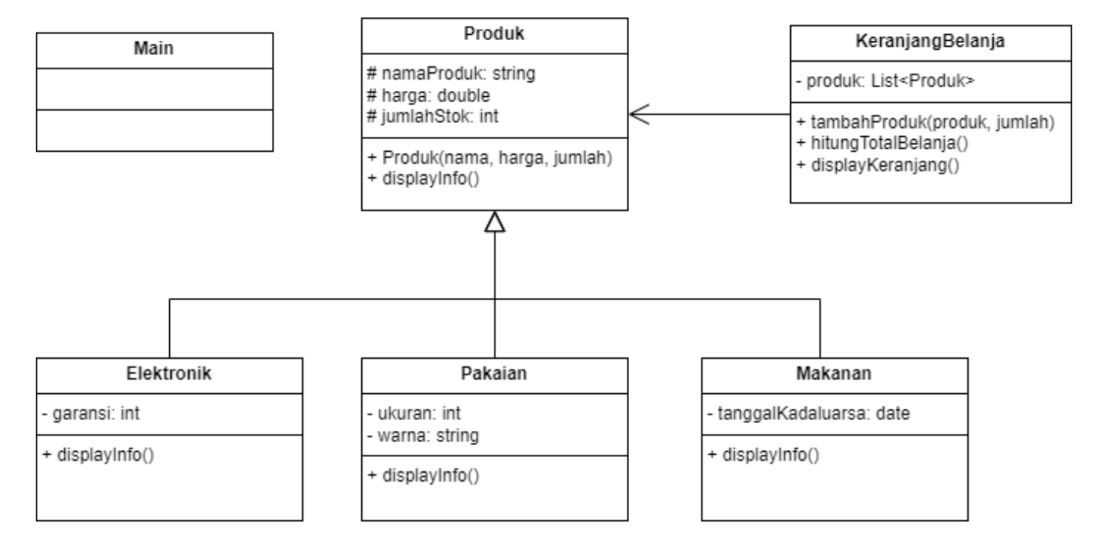 Main
Produk
# namaProduk: string
# harga: double
# jumlahStok: int
+ Produk(nama, harga, jumlah)
+ displayInfo()
KeranjangBelanja
- produk: List<Produk>
+ tambahProduk(produk, jumlah)
+ hitungTotalBelanja()
+ displayKeranjang()
Elektronik
- garansi: int
+ displayInfo()
Pakaian
- ukuran: int
- warna: string
+ displayInfo()
Makanan
- tanggalKadaluarsa: date
+ displayInfo()